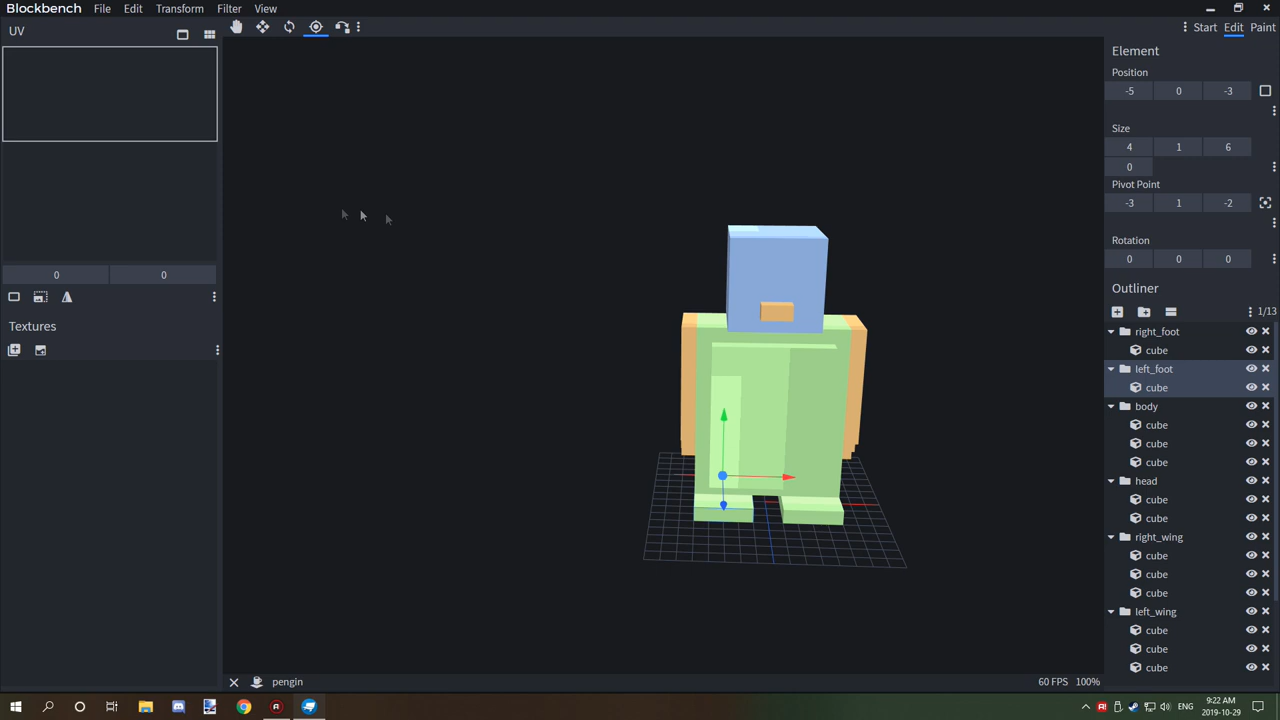 Blockbench File Edit Transform Filter View
UV
Start Edit Paint
Element
Position
-5 0 -3
Size
4 1 6
0
Pivot Point
-3 1 -2
Rotation
0 0 0
0 0
Textures
Outliner
1/13
right_foot
cube
left_foot
cube
body
cube
cube
cube
head
cube
cube
right_wing
cube
cube
cube
left_wing
cube
cube
cube
pengin
60 FPS 100%
ENG
9:22 AM
2019-10-29